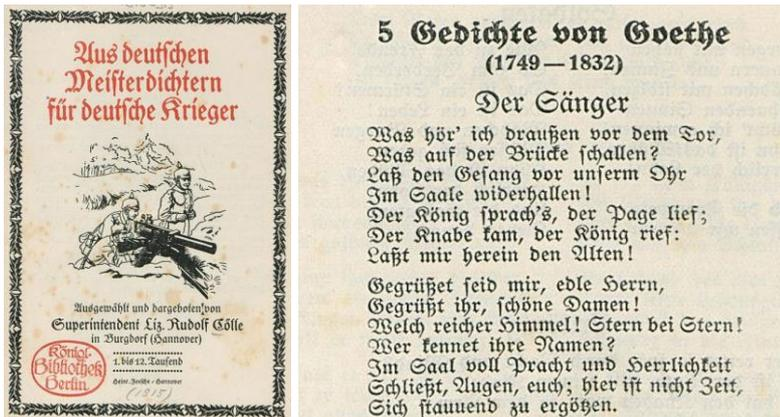 Aus deutschen
Meisterdichtern
für deutsche Krieger
Ausgewählt und dargeboten von
Superintendent Liz. Rudolf Cölle
in Burgdorf (Hannover)
Königl.
Bibliothek
Berlin.
1. bis 12. Tausend
Heinr. Feesche · Hannover
(1915)
5 Gedichte von Goethe
(1749—1832)
Der Sänger
Was hör' ich draußen vor dem Tor,
Was auf der Brücke schallen?
Laß den Gesang vor unserm Ohr
Im Saale widerhallen!
Der König sprach's, der Page lief;
Der Knabe kam, der König rief:
Laßt mir herein den Alten!
Gegrüßet seid mir, edle Herrn,
Gegrüßt ihr, schöne Damen!
Welch reicher Himmel! Stern bei Stern!
Wer kennet ihre Namen?
Im Saal voll Pracht und Herrlichkeit
Schließt, Augen, euch; hier ist nicht Zeit,
Sich staunend zu ergötzen.